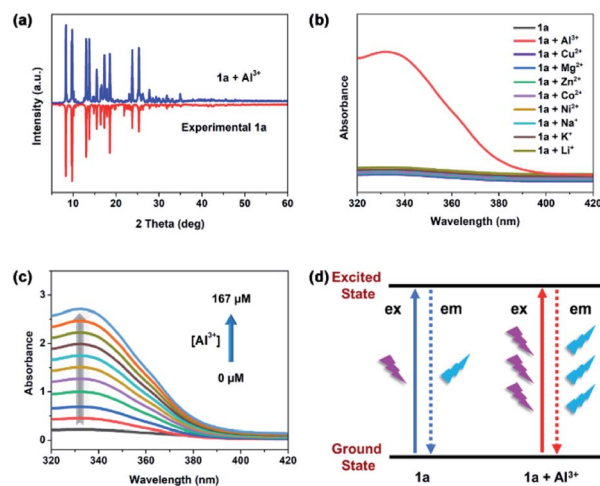 (a)
Intensity (a.u.)
1a + Al³⁺
Experimental 1a
10 20 30 40 50 60
2 Theta (deg)
(b)
Absorbance
1a
1a + Al³⁺
1a + Cu²⁺
1a + Mg²⁺
1a + Zn²⁺
1a + Co²⁺
1a + Ni²⁺
1a + Na⁺
1a + K⁺
1a + Li⁺
320 340 360 380 400 420
Wavelength (nm)
(c)
Absorbance
3
2
1
0
167 μM
[Al³⁺]
0 μM
320 340 360 380 400 420
Wavelength (nm)
(d)
Excited
State
ex em ex em
Ground
State
1a 1a + Al³⁺